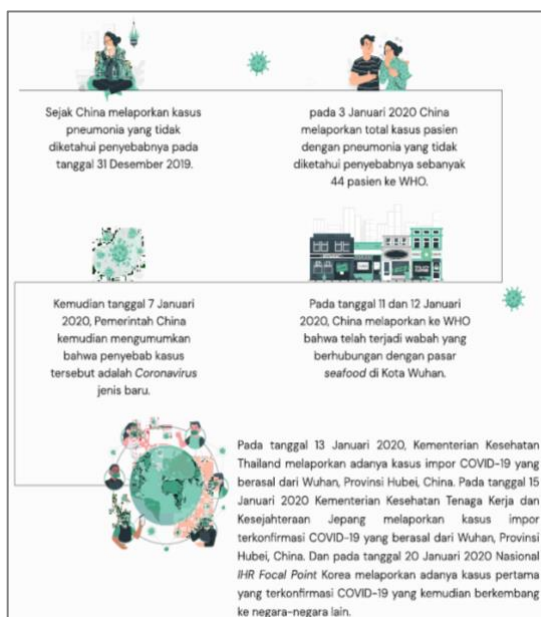 Sejak China melaporkan kasus
pneumonia yang tidak
diketahui penyebabnya pada
tanggal 31 Desember 2019.
pada 3 Januari 2020 China
melaporkan total kasus pasien
dengan pneumonia yang tidak
diketahui penyebabnya sebanyak
44 pasien ke WHO.
Kemudian tanggal 7 Januari
2020, Pemerintah China
kemudian mengumumkan
bahwa penyebab kasus
tersebut adalah Coronavirus
jenis baru.
Pada tanggal 11 dan 12 Januari
2020, China melaporkan ke WHO
bahwa telah terjadi wabah yang
berhubungan dengan pasar
seafood di Kota Wuhan.
Pada tanggal 13 Januari 2020, Kementerian Kesehatan
Thailand melaporkan adanya kasus impor COVID-19 yang
berasal dari Wuhan, Provinsi Hubei, China. Pada tanggal 15
Januari 2020 Kementerian Kesehatan Tenaga Kerja dan
Kesejahteraan Jepang melaporkan kasus impor
terkonfirmasi COVID-19 yang berasal dari Wuhan, Provinsi
Hubei, China. Dan pada tanggal 20 Januari 2020 Nasional
IHR Focal Point Korea melaporkan adanya kasus pertama
yang terkonfirmasi COVID-19 yang kemudian berkembang
ke negara-negara lain.